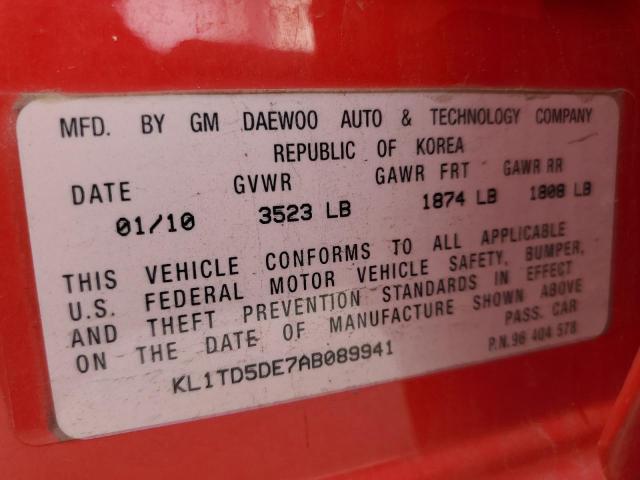 MFD. BY GM DAEWOO AUTO & TECHNOLOGY COMPANY
REPUBLIC OF KOREA
DATE GVWR GAWR FRT GAWR RR
01/10 3523 LB 1874 LB 1808 LB
THIS VEHICLE CONFORMS TO ALL APPLICABLE
U.S. FEDERAL MOTOR VEHICLE SAFETY, BUMPER,
AND THEFT PREVENTION STANDARDS IN EFFECT
ON THE DATE OF MANUFACTURE SHOWN ABOVE
PASS. CAR
KL1TD5DE7AB089941 P.N.96 404 578